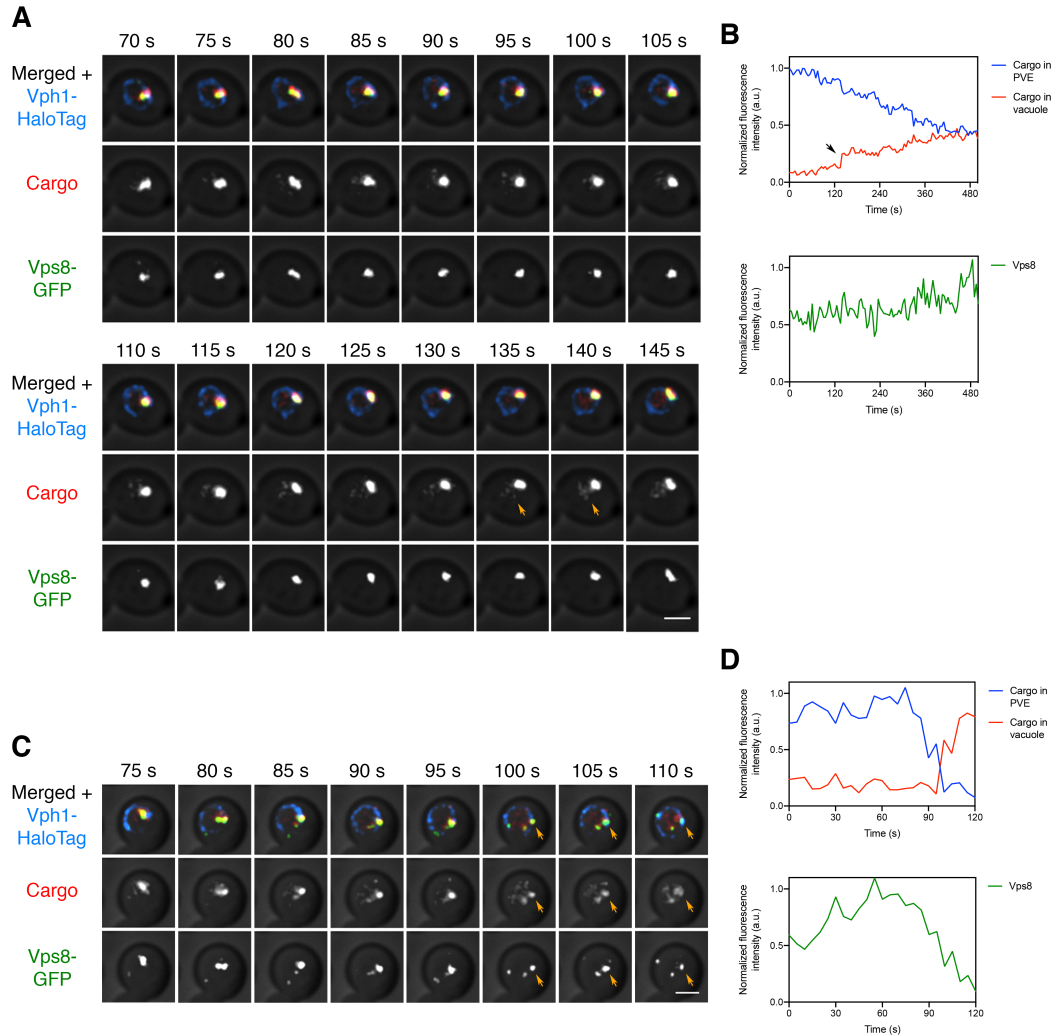 A
70 s 75 s 80 s 85 s 90 s 95 s 100 s 105 s
Merged +
Vph1-
HaloTag
Cargo
Vps8-
GFP
110 s 115 s 120 s 125 s 130 s 135 s 140 s 145 s
Merged +
Vph1-
HaloTag
Cargo
Vps8-
GFP
B
Normalized fluorescence
intensity (a.u.)
1.0
0.5
0.0
0 120 240 360 480
Time (s)
Cargo in
PVE
Cargo in
vacuole
Normalized fluorescence
intensity (a.u.)
1.0
0.5
0.0
0 120 240 360 480
Time (s)
Vps8
C
75 s 80 s 85 s 90 s 95 s 100 s 105 s 110 s
Merged +
Vph1-
HaloTag
Cargo
Vps8-
GFP
D
Normalized fluorescence
intensity (a.u.)
1.0
0.5
0.0
0 30 60 90 120
Time (s)
Cargo in
PVE
Cargo in
vacuole
Normalized fluorescence
intensity (a.u.)
1.0
0.5
0.0
0 30 60 90 120
Time (s)
Vps8